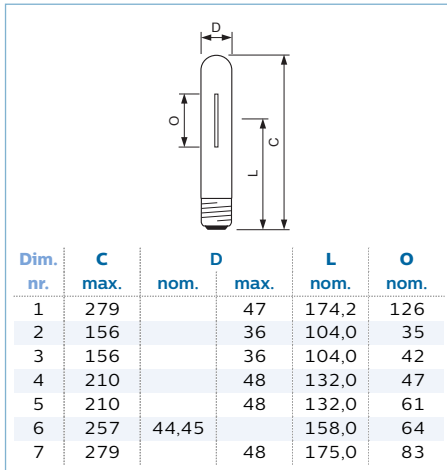 D
O
L
C
Dim. C D L O
nr. max. nom. max. nom. nom.
1 279 47 174,2 126
2 156 36 104,0 35
3 156 36 104,0 42
4 210 48 132,0 47
5 210 48 132,0 61
6 257 44,45 158,0 64
7 279 48 175,0 83